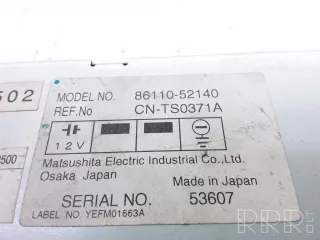 MODEL NO. 86110-52140
REF.No CN-TS0371A
502
12V
Matsushita Electric Industrial Co.,Ltd.
Osaka Japan Made in Japan
SERIAL NO. 53607
LABEL NO. YEFM01663A
RRR